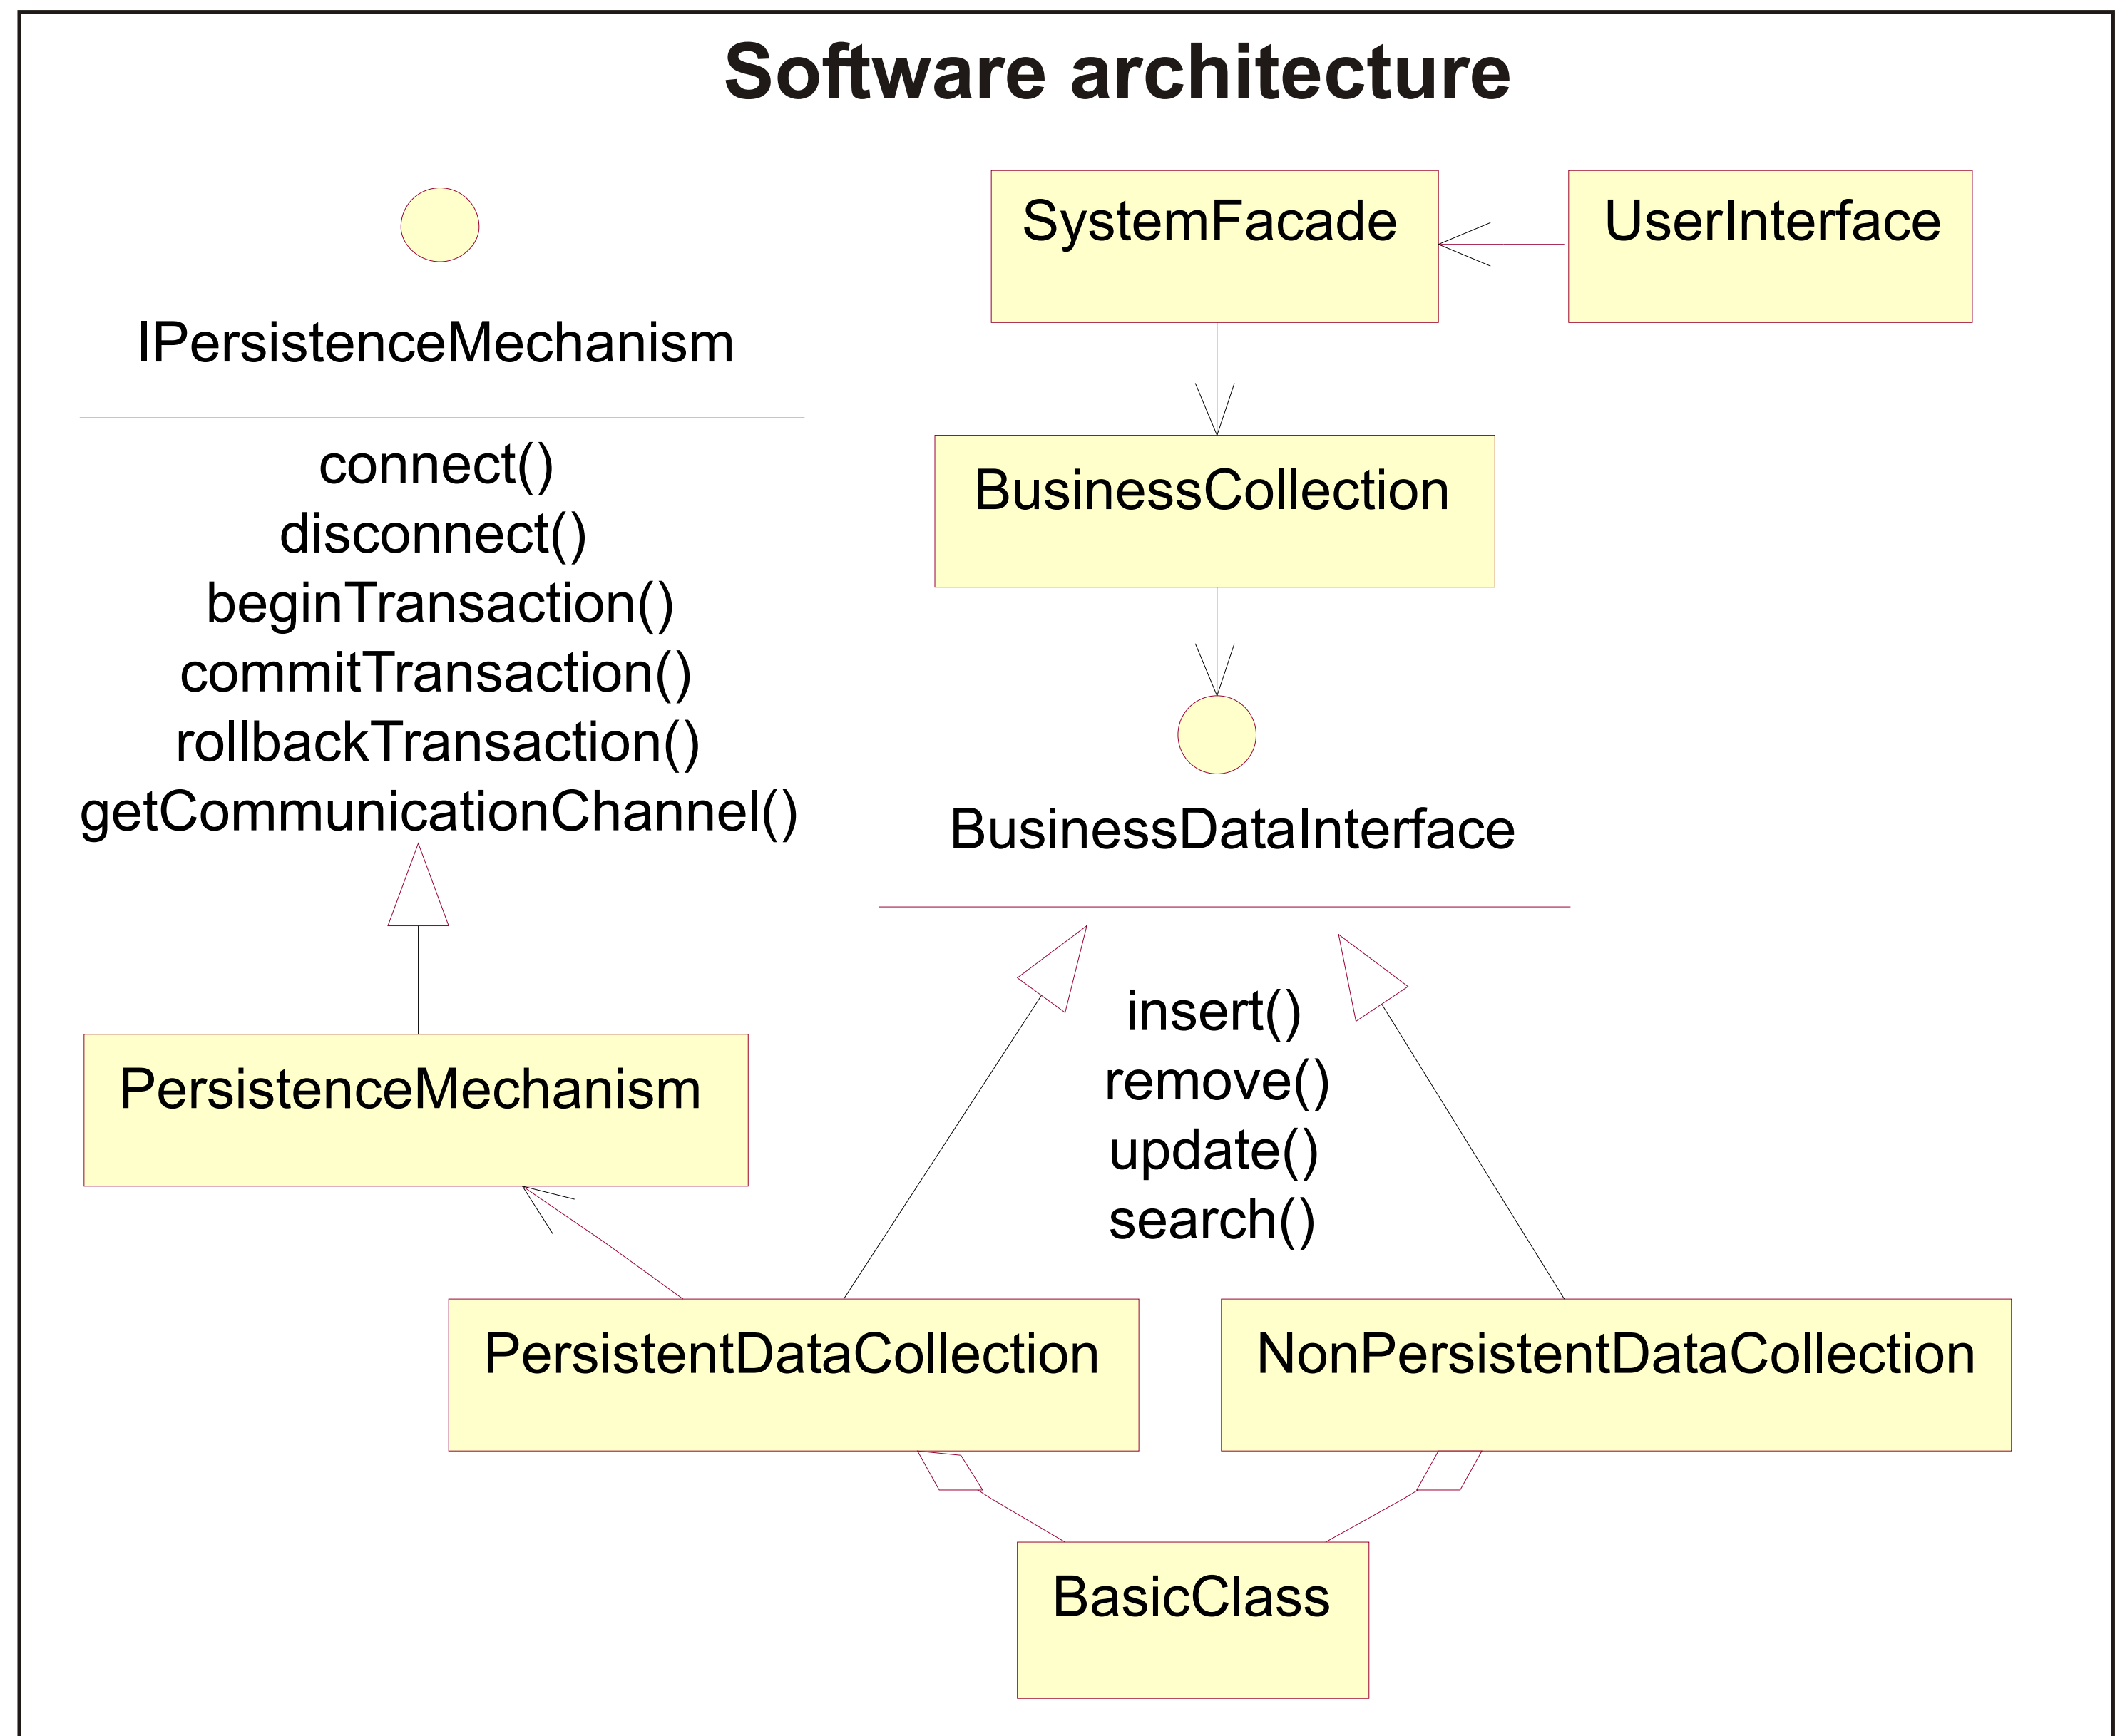 Software architecture
SystemFacade
UserInterface
IPersistenceMechanism
connect()
disconnect()
beginTransaction()
commitTransaction()
rollbackTransaction()
getCommunicationChannel()
BusinessCollection
BusinessDataInterface
insert()
remove()
update()
search()
PersistenceMechanism
PersistentDataCollection
NonPersistentDataCollection
BasicClass